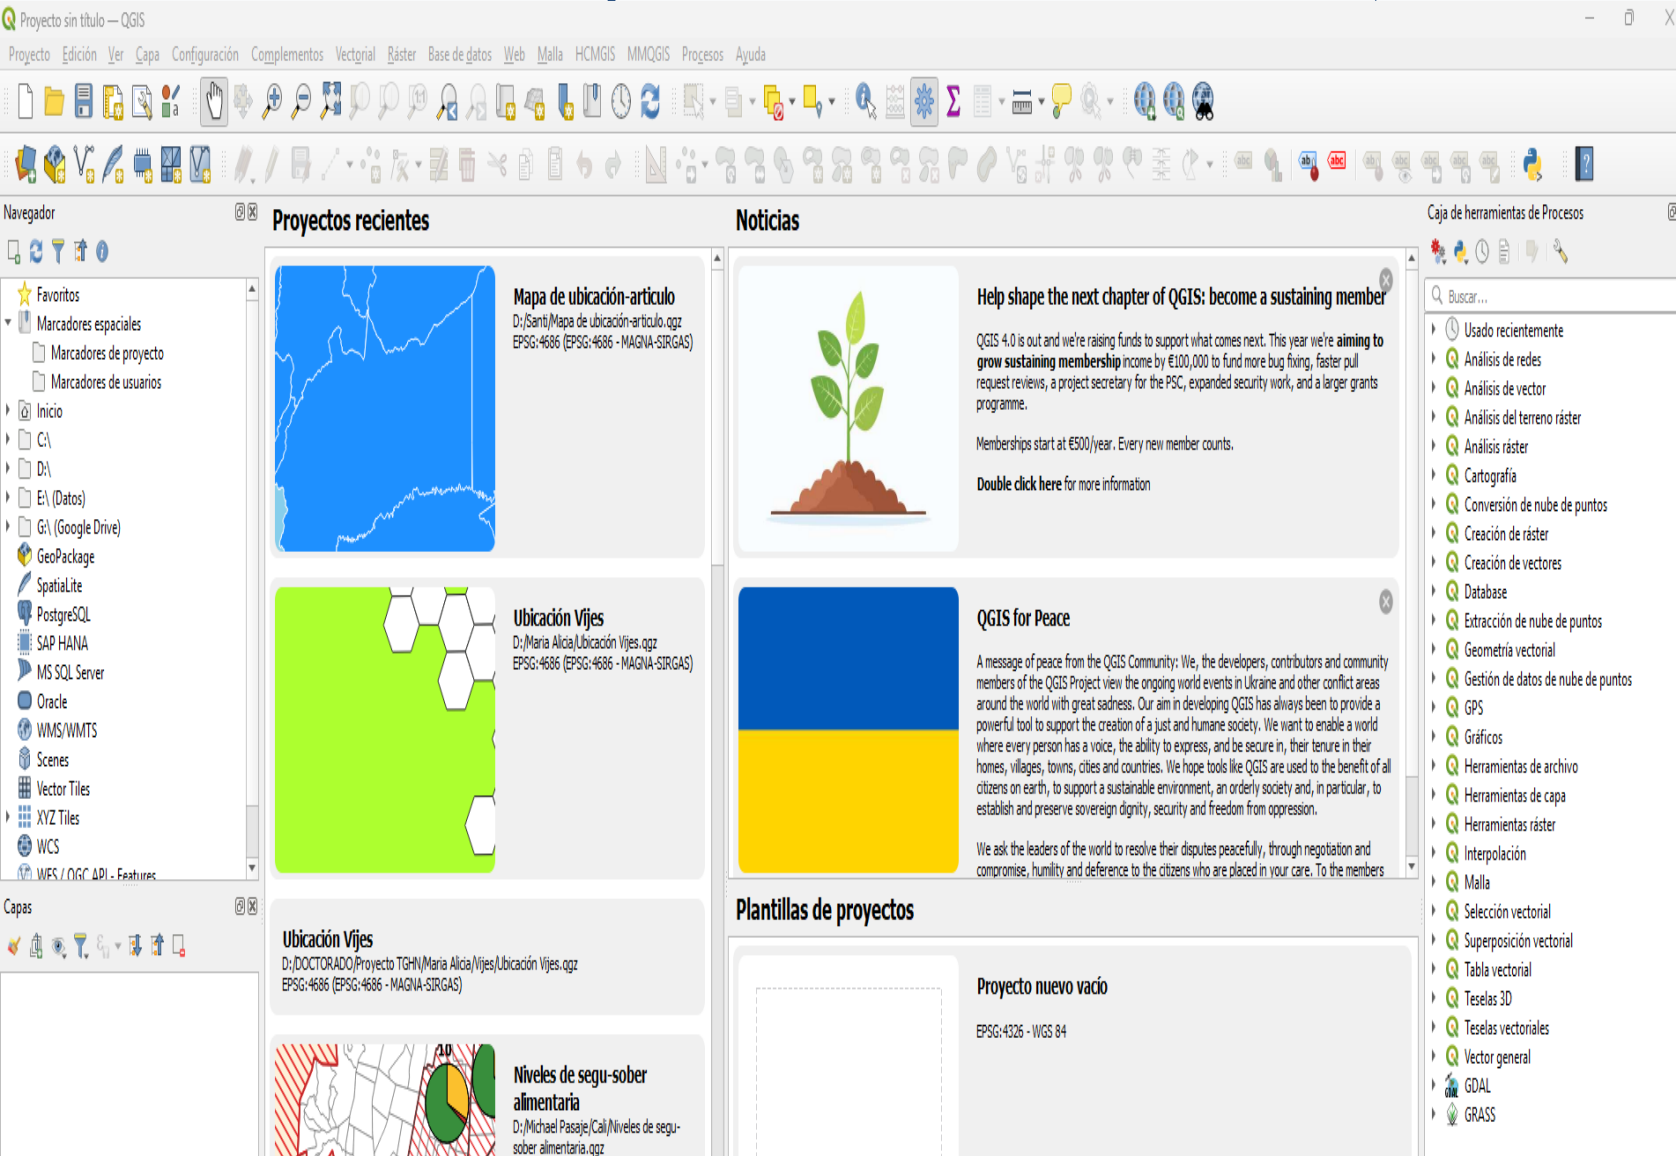 Proyecto sin título — QGIS
Proyecto Edición Ver Capa Configuración Complementos Vectorial Ráster Base de datos Web Malla HCMGIS MMQGIS Procesos Ayuda
Navegador
Favoritos
Marcadores espaciales
Marcadores de proyecto
Marcadores de usuarios
Inicio
C:\
D:\
E:\ (Datos)
G:\ (Google Drive)
GeoPackage
SpatiaLite
PostgreSQL
SAP HANA
MS SQL Server
Oracle
WMS/WMTS
Scenes
Vector Tiles
XYZ Tiles
WCS
WFS / OGC API - Features
Capas
Proyectos recientes
Mapa de ubicación-articulo
D:/Santi/Mapa de ubicación-articulo.qgz
EPSG:4686 (EPSG:4686 - MAGNA-SIRGAS)
Ubicación Vijes
D:/Maria Alicia/Ubicación Vijes.qgz
EPSG:4686 (EPSG:4686 - MAGNA-SIRGAS)
Ubicación Vijes
D:/DOCTORADO/Proyecto TGHN/Maria Alicia/Vijes/Ubicación Vijes.qgz
EPSG:4686 (EPSG:4686 - MAGNA-SIRGAS)
10
Niveles de segu-sober
alimentaria
D:/Michael Pasaje/Cali/Niveles de segu-
sober alimentaria.qgz
Noticias
Help shape the next chapter of QGIS: become a sustaining member
QGIS 4.0 is out and we're raising funds to support what comes next. This year we're aiming to
grow sustaining membership income by €100,000 to fund more bug fixing, faster pull
request reviews, a project secretary for the PSC, expanded security work, and a larger grants
programme.
Memberships start at €500/year. Every new member counts.
Double click here for more information
QGIS for Peace
A message of peace from the QGIS Community: We, the developers, contributors and community
members of the QGIS Project view the ongoing world events in Ukraine and other conflict areas
around the world with great sadness. Our aim in developing QGIS has always been to provide a
powerful tool to support the creation of a just and humane society. We want to enable a world
where every person has a voice, the ability to express, and be secure in, their tenure in their
homes, villages, towns, cities and countries. We hope tools like QGIS are used to the benefit of all
citizens on earth, to support a sustainable environment, an orderly society and, in particular, to
establish and preserve sovereign dignity, security and freedom from oppression.
We ask the leaders of the world to resolve their disputes peacefully, through negotiation and
compromise, humility and deference to the citizens who are placed in your care. To the members
Plantillas de proyectos
Proyecto nuevo vacío
EPSG:4326 - WGS 84
Caja de herramientas de Procesos
Buscar...
Usado recientemente
Análisis de redes
Análisis de vector
Análisis del terreno ráster
Análisis ráster
Cartografía
Conversión de nube de puntos
Creación de ráster
Creación de vectores
Database
Extracción de nube de puntos
Geometría vectorial
Gestión de datos de nube de puntos
GPS
Gráficos
Herramientas de archivo
Herramientas de capa
Herramientas ráster
Interpolación
Malla
Selección vectorial
Superposición vectorial
Tabla vectorial
Teselas 3D
Teselas vectoriales
Vector general
GDAL
GRASS